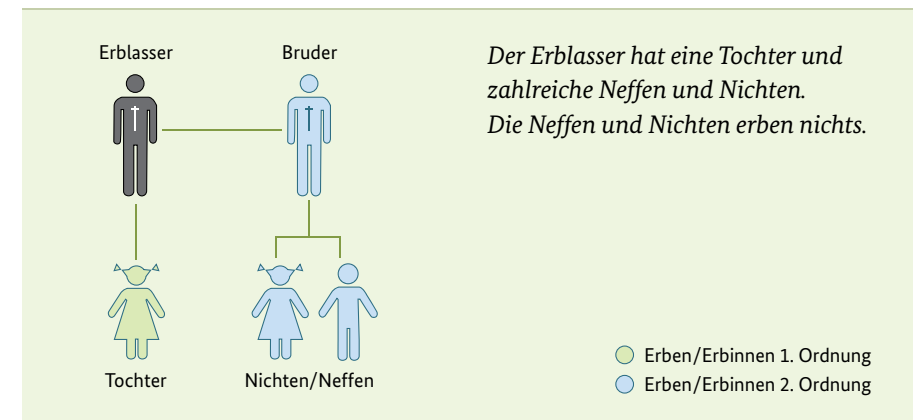 Erblasser
Bruder
Der Erblasser hat eine Tochter und
zahlreiche Neffen und Nichten.
Die Neffen und Nichten erben nichts.
Tochter
Nichten/Neffen
Erben/Erbinnen 1. Ordnung
Erben/Erbinnen 2. Ordnung